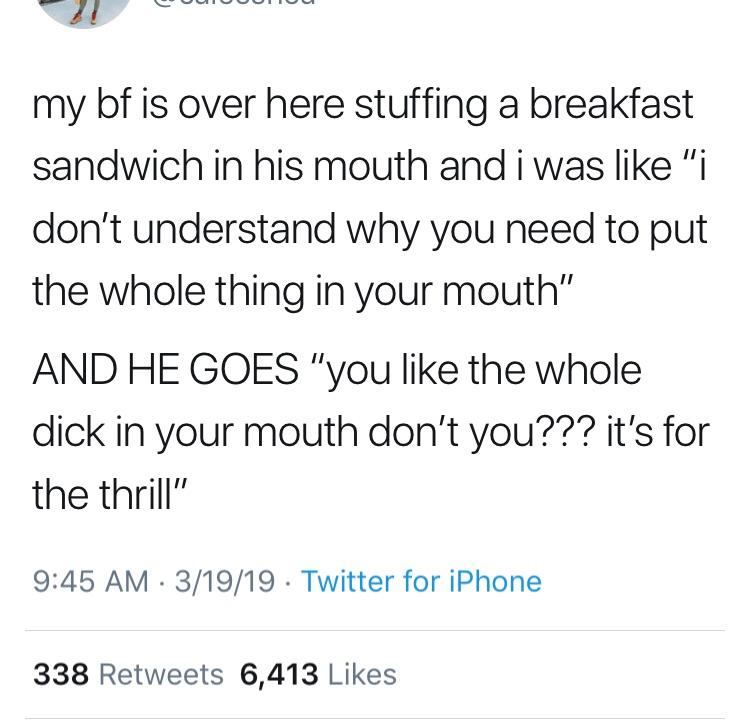 my bf is over here stuffing a breakfast
sandwich in his mouth and i was like “i
don’t understand why you need to put
the whole thing in your mouth”
AND HE GOES “you like the whole
dick in your mouth don’t you??? it’s for
the thrill”
9:45 AM · 3/19/19 · Twitter for iPhone
338 Retweets 6,413 Likes